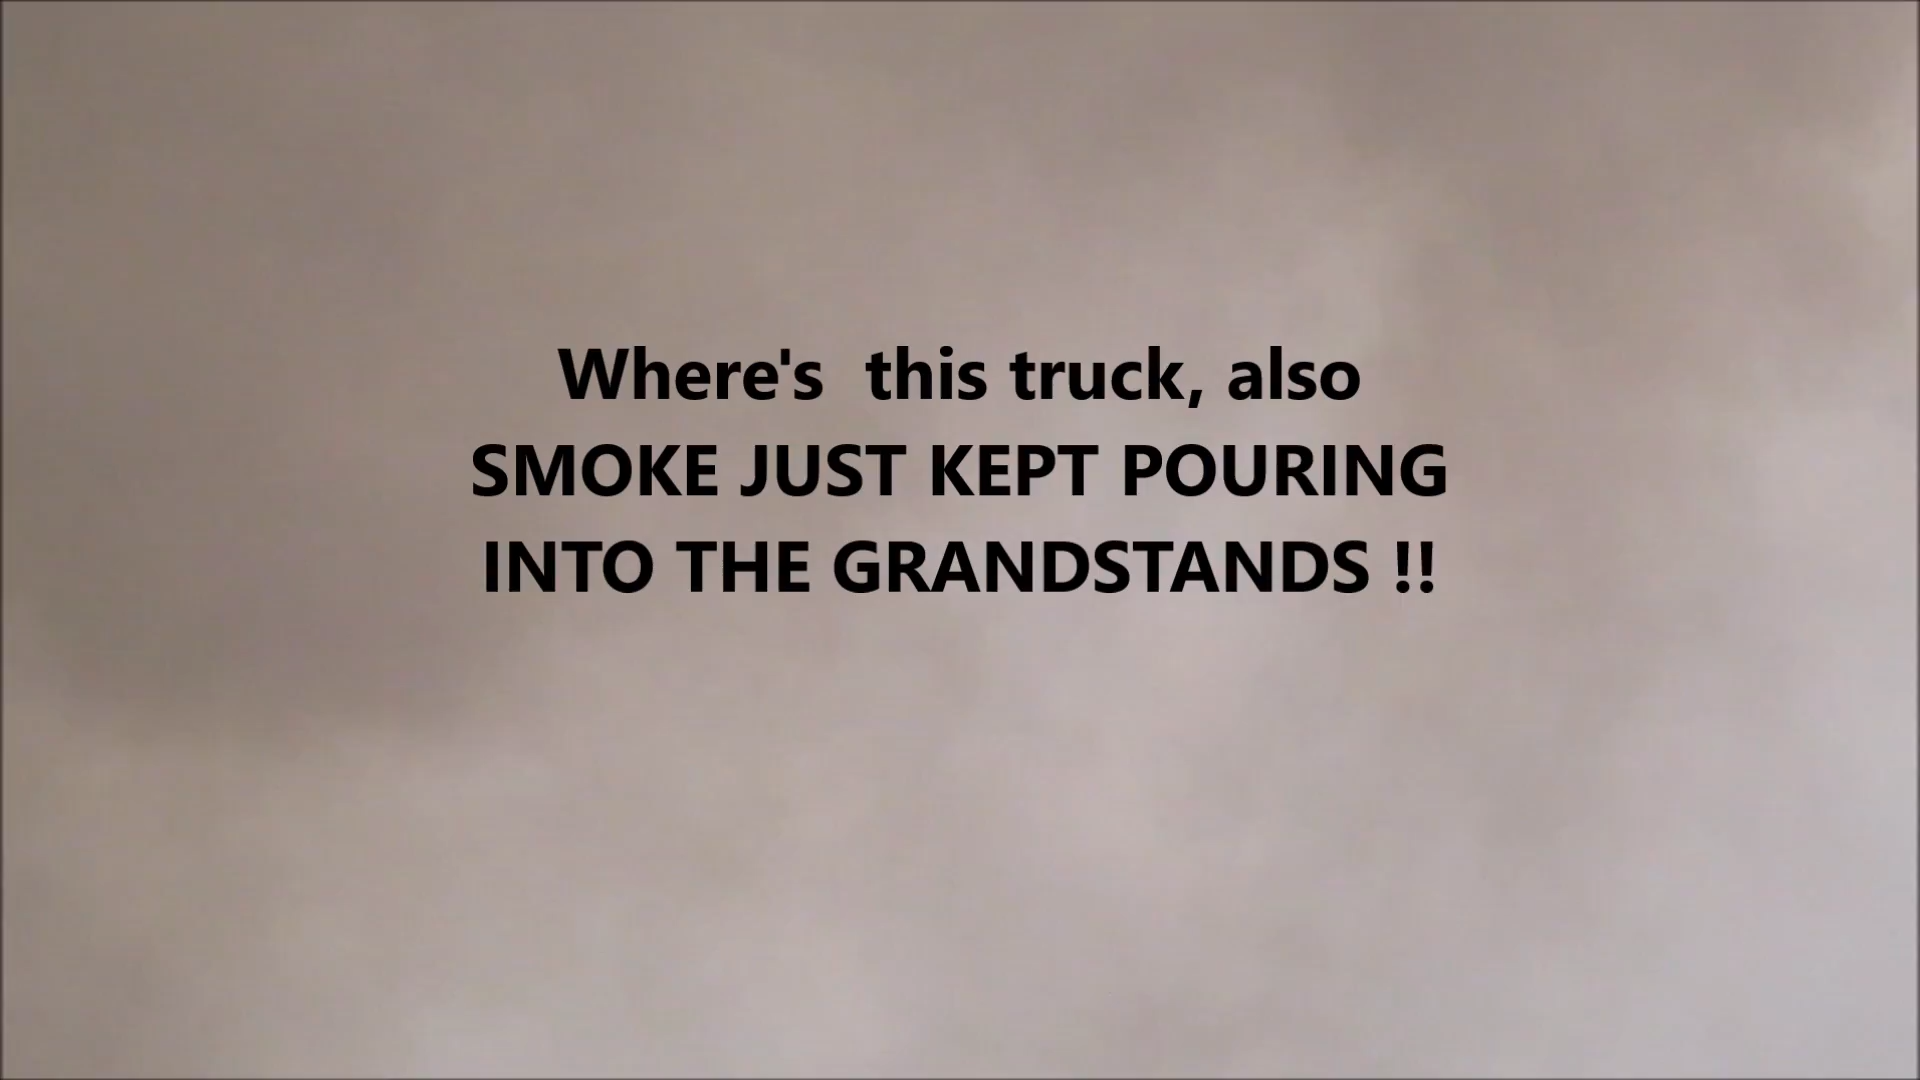 Where's  this truck, also
SMOKE JUST KEPT POURING
INTO THE GRANDSTANDS !!